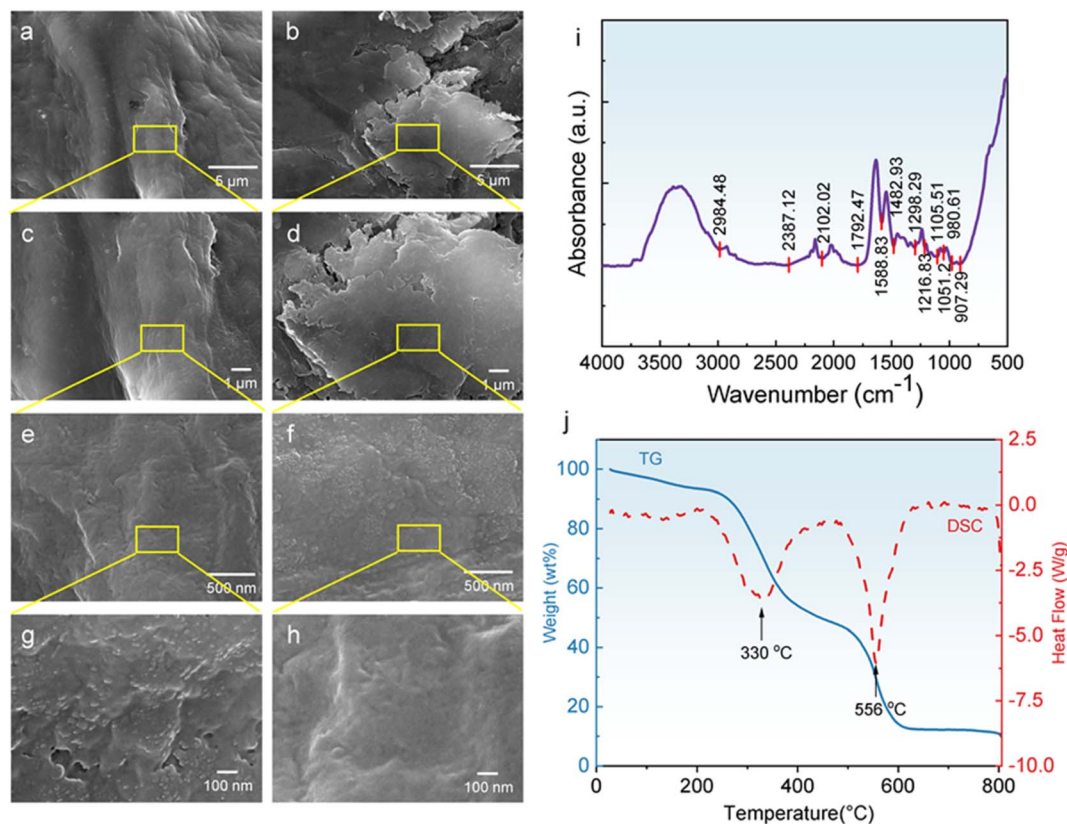 a
5 μm
b
5 μm
c
1 μm
d
1 μm
e
500 nm
f
500 nm
g
100 nm
h
100 nm
i
Absorbance (a.u.)
2984.48
2387.12
2102.02
1792.47
1588.83
1482.93
1298.29
1216.83
1105.51
1051.2
980.61
907.29
4000 3500 3000 2500 2000 1500 1000 500
Wavenumber (cm⁻¹)
j
TG
DSC
330 ºC
556 ºC
Weight (wt%)
100
80
60
40
20
10
0
Heat Flow (W/g)
2.5
0.0
-2.5
-5.0
-7.5
-10.0
0 200 400 600 800
Temperature(°C)